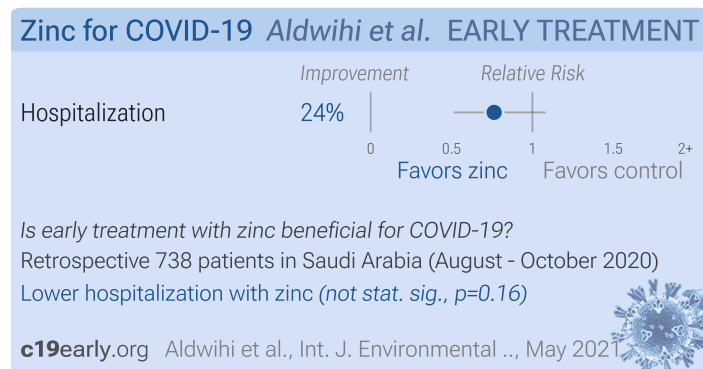 Zinc for COVID-19 Aldwihi et al. EARLY TREATMENT
Improvement Relative Risk
Hospitalization 24%
0 0.5 1 1.5 2+
Favors zinc Favors control
Is early treatment with zinc beneficial for COVID-19?
Retrospective 738 patients in Saudi Arabia (August - October 2020)
Lower hospitalization with zinc (not stat. sig., p=0.16)
c19early.org Aldwihi et al., Int. J. Environmental .., May 2021